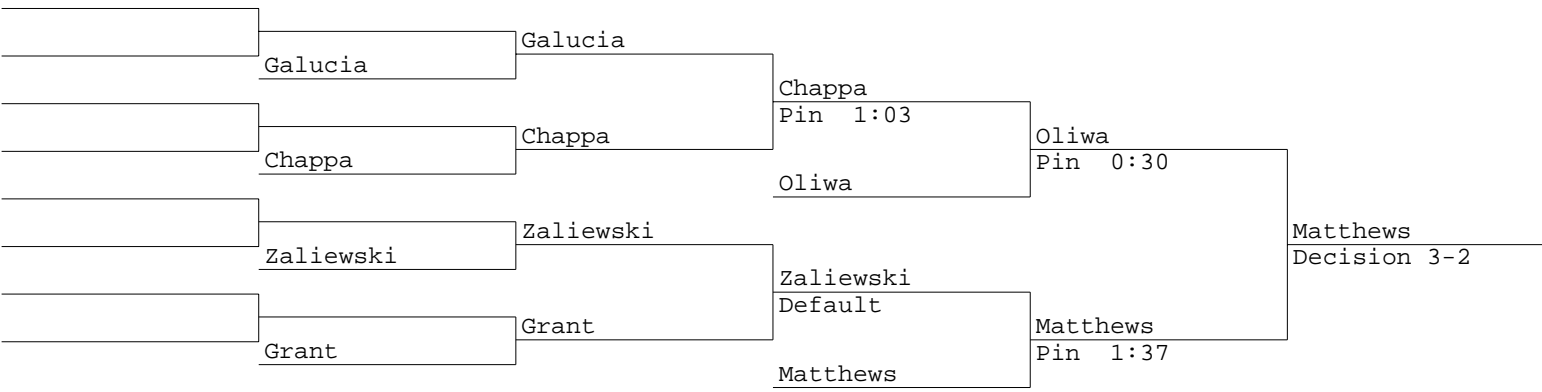 Galucia
Galucia
Chappa
Pin 1:03
Chappa
Oliwa
Chappa
Pin 0:30
Oliwa
Zaliewski
Matthews
Zaliewski
Decision 3-2
Zaliewski
Default
Grant
Matthews
Grant
Pin 1:37
Matthews